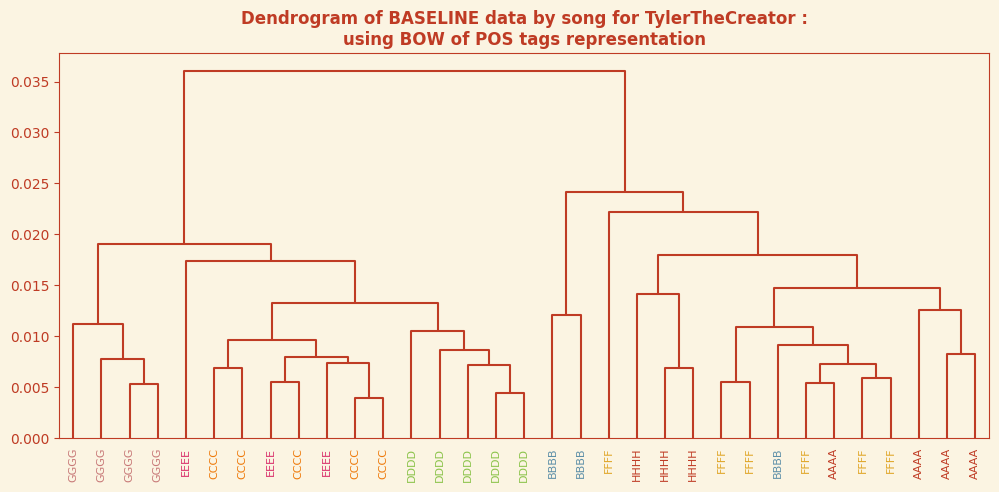 Dendrogram of BASELINE data by song for TylerTheCreator :
using BOW of POS tags representation
0.035
0.030
0.025
0.020
0.015
0.010
0.005
0.000
GGGG GGGG GGGG GGGG EEEE CCCC CCCC EEEE CCCC EEEE CCCC CCCC DDDD DDDD DDDD DDDD DDDD BBBB BBBB FFFF HHHH HHHH HHHH FFFF FFFF BBBB FFFF AAAA FFFF FFFF AAAA AAAA AAAA